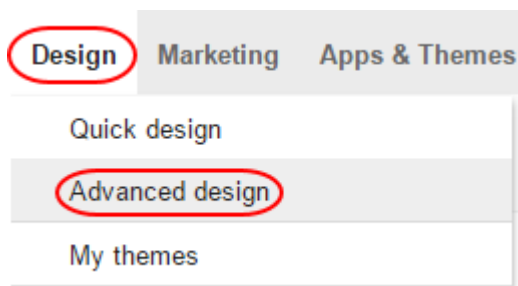 Design Marketing Apps & Themes
Quick design
Advanced design
My themes